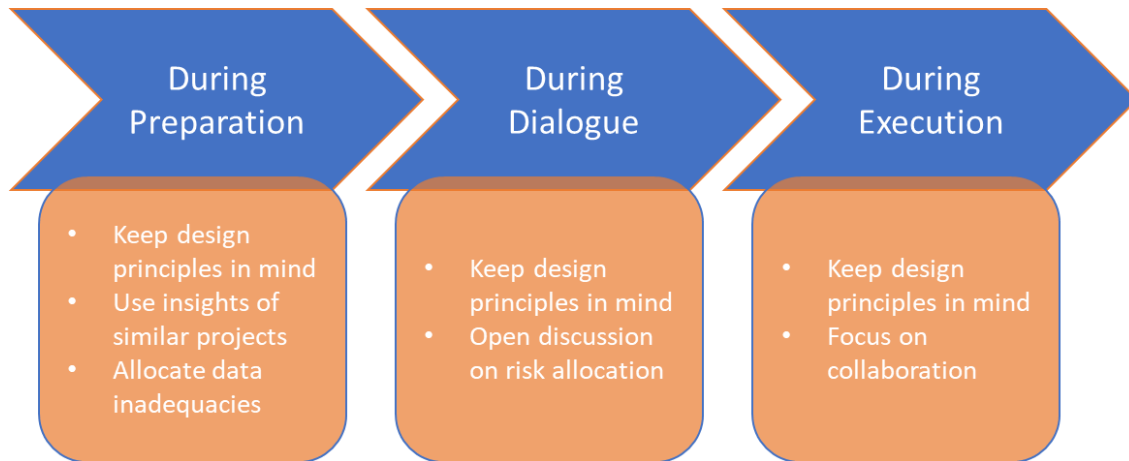 During
Preparation
• Keep design
principles in mind
• Use insights of
similar projects
• Allocate data
inadequacies
During
Dialogue
• Keep design
principles in mind
• Open discussion
on risk allocation
During
Execution
• Keep design
principles in mind
• Focus on
collaboration